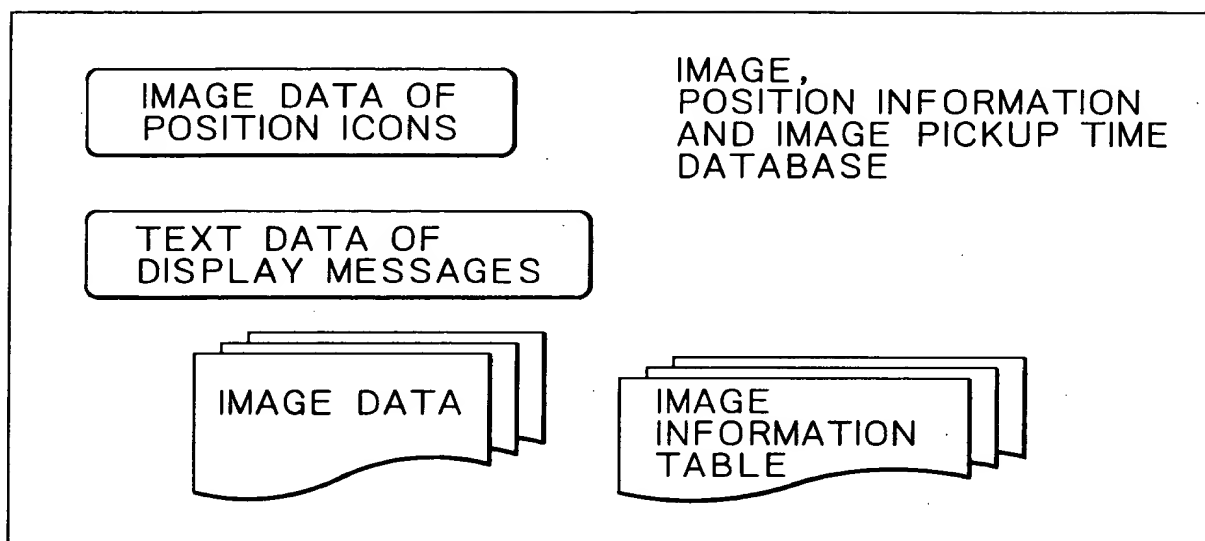 IMAGE DATA OF
POSITION ICONS
IMAGE,
POSITION INFORMATION
AND IMAGE PICKUP TIME
DATABASE
TEXT DATA OF
DISPLAY MESSAGES
IMAGE DATA
IMAGE
INFORMATION
TABLE